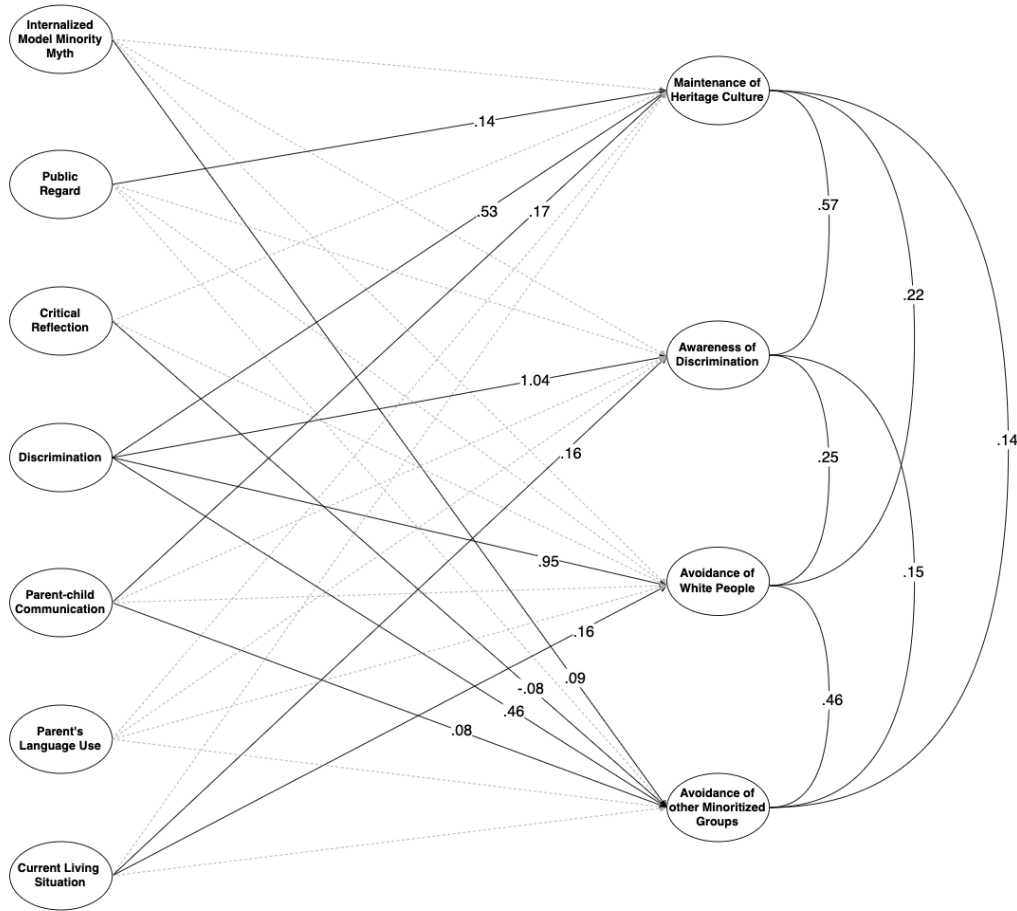 Internalized
Model Minority
Myth
Public
Regard
Critical
Reflection
Discrimination
Parent-child
Communication
Parent's
Language Use
Current Living
Situation
.14
.53
.17
1.04
.16
.95
.16
.09
-.08
.46
.08
Maintenance of
Heritage Culture
Awareness of
Discrimination
Avoidance of
White People
Avoidance of
other Minoritized
Groups
.57
.22
.14
.25
.15
.46